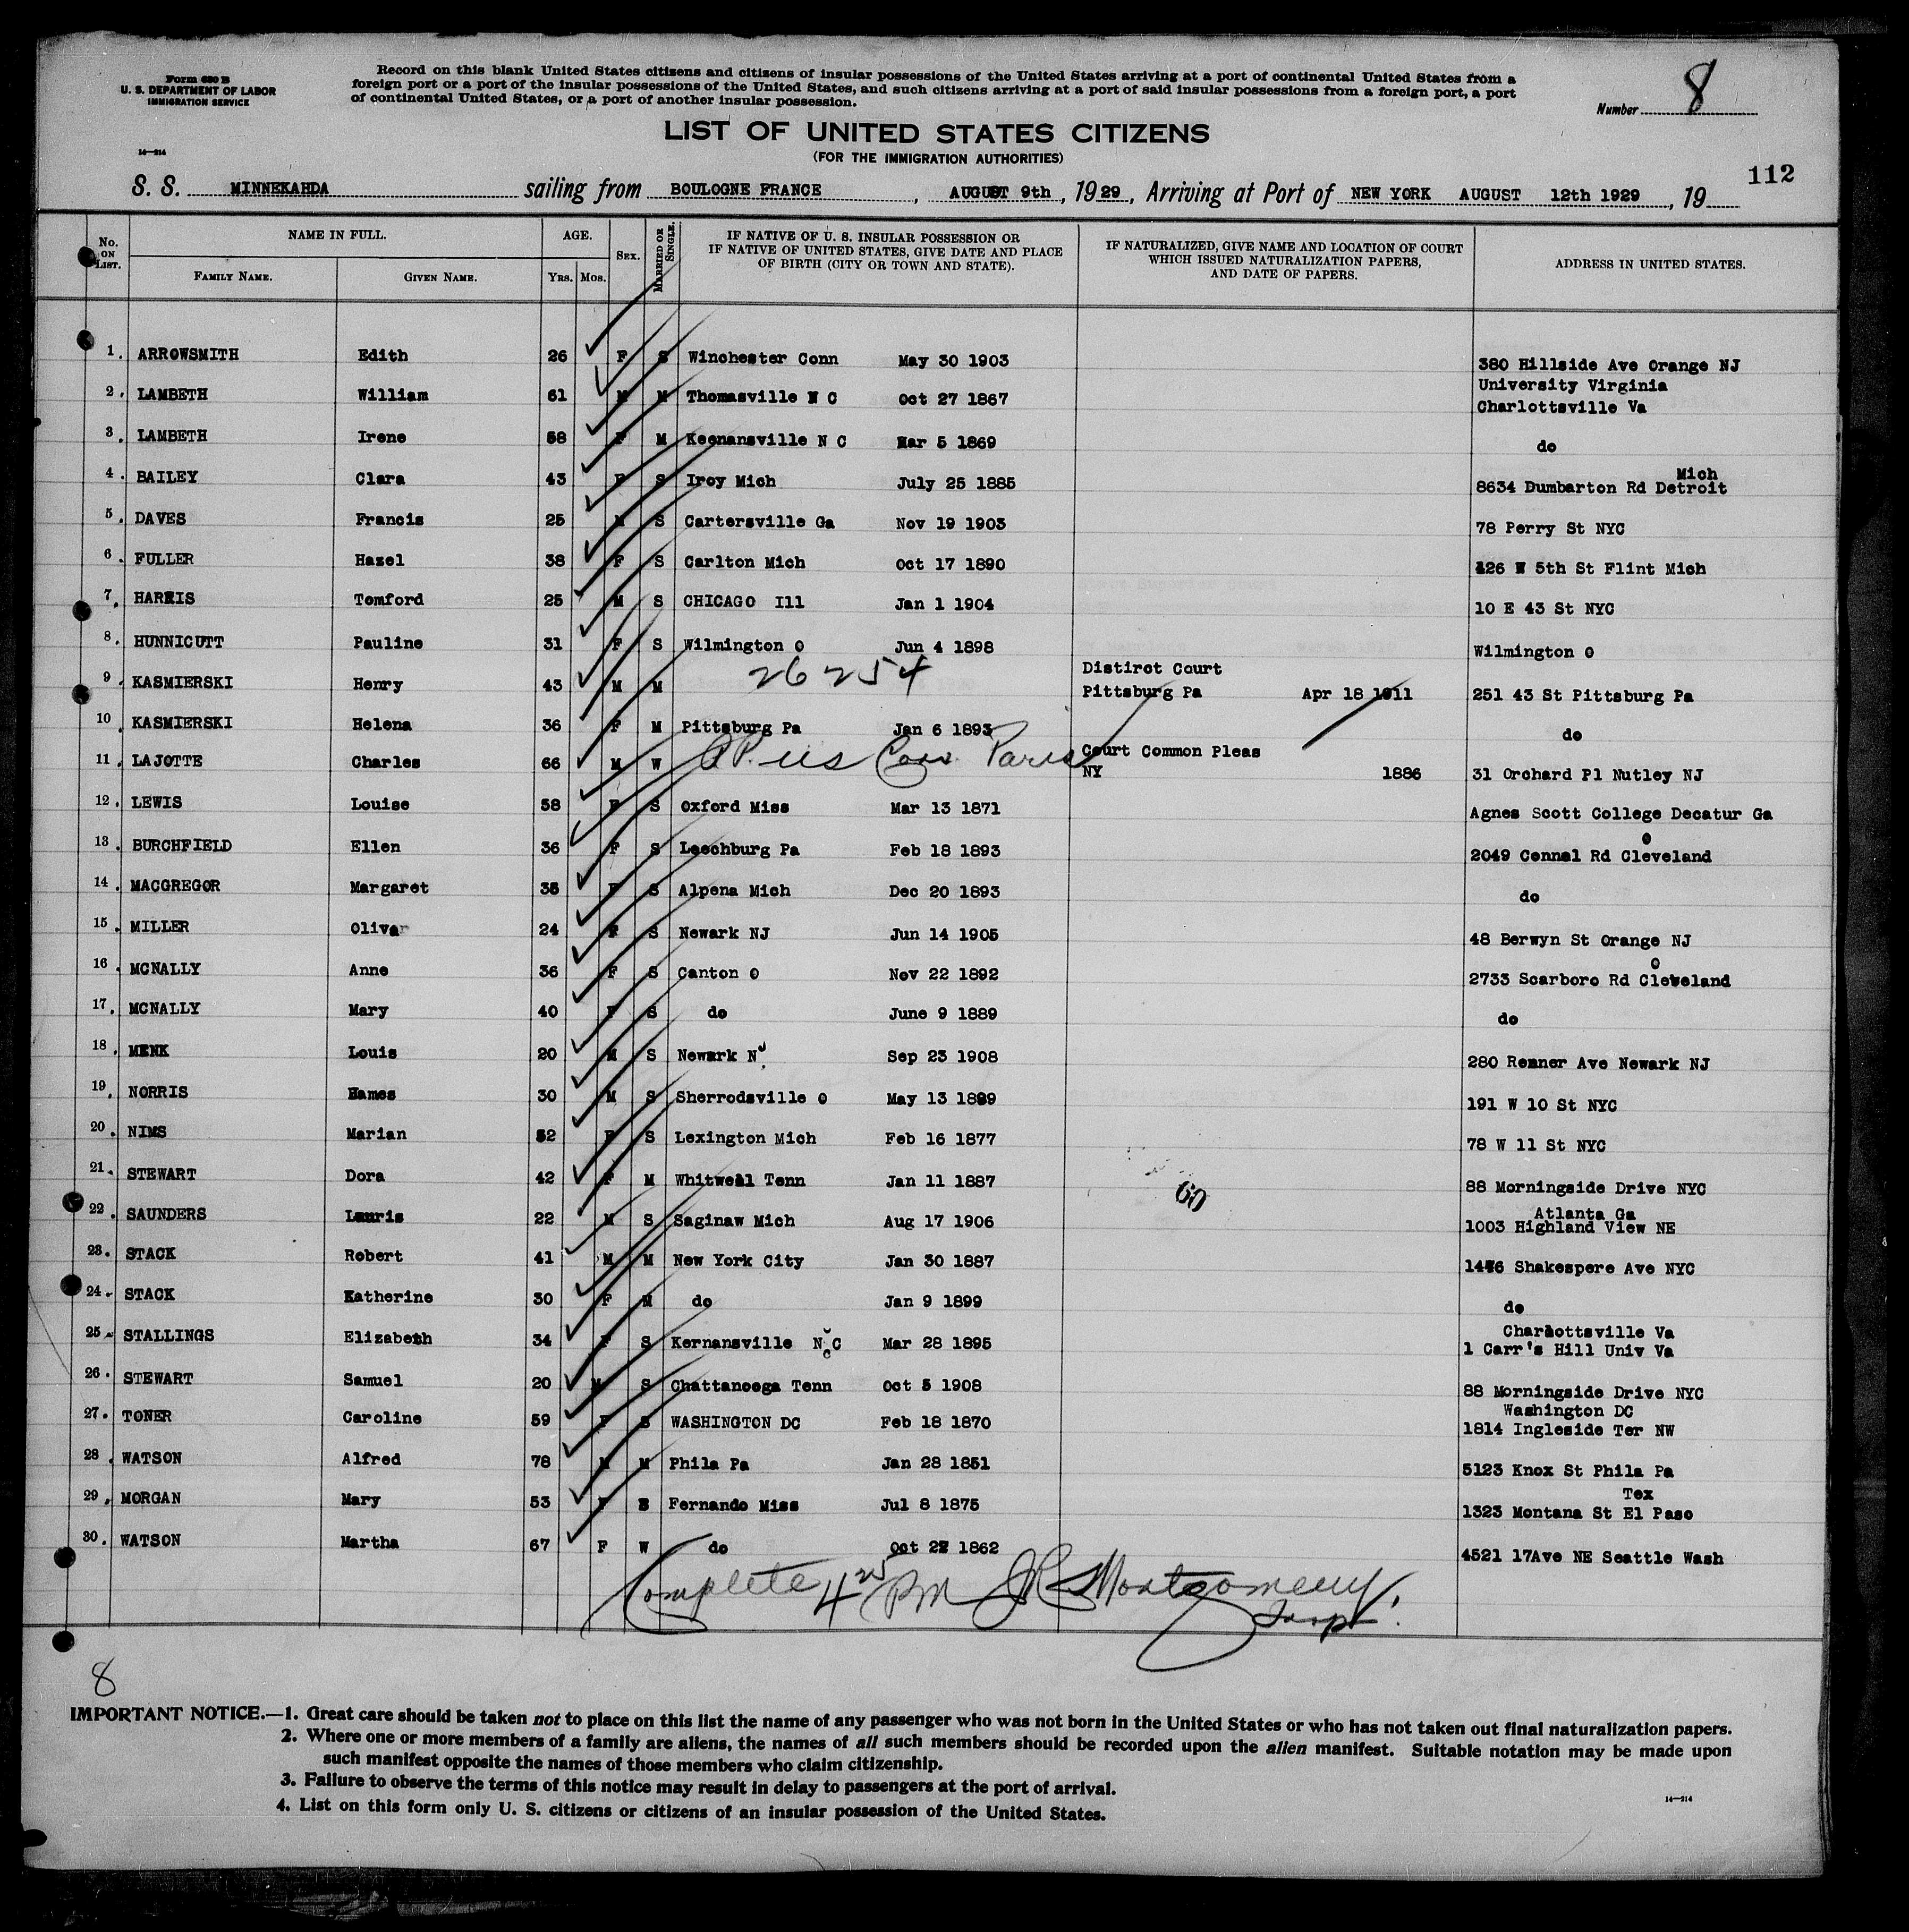 Form 630 B
U. S. DEPARTMENT OF LABOR
IMMIGRATION SERVICE
14—214
Record on this blank United States citizens and citizens of insular possessions of the United States arriving at a port of continental United States from a
foreign port or a port of the insular possessions of the United States, and such citizens arriving at a port of said insular possessions from a foreign port, a port
of continental United States, or a port of another insular possession.
Number 8
LIST OF UNITED STATES CITIZENS
(FOR THE IMMIGRATION AUTHORITIES)
112
S. S. MINNEKAHDA sailing from BOULOGNE FRANCE, AUGUST 9th, 1929, Arriving at Port of NEW YORK AUGUST 12th 1929, 19
No. ON LIST. NAME IN FULL. AGE. SEX. MARRIED OR SINGLE. IF NATIVE OF U. S. INSULAR POSSESSION OR IF NATIVE OF UNITED STATES, GIVE DATE AND PLACE OF BIRTH (CITY OR TOWN AND STATE). IF NATURALIZED, GIVE NAME AND LOCATION OF COURT WHICH ISSUED NATURALIZATION PAPERS, AND DATE OF PAPERS. ADDRESS IN UNITED STATES.
FAMILY NAME. GIVEN NAME. YRS. MOS.
1. ARROWSMITH Edith 26 F S Winchester Conn May 30 1903 380 Hillside Ave Orange NJ
University Virginia
2. LAMBETH William 61 M M Thomasville N C Oct 27 1867 Charlottsville Va
3. LAMBETH Irene 58 F M Keenansville N C Mar 5 1869 do
Mich
4. BAILEY Clara 43 F S Iroy Mich July 25 1885 8634 Dumbarton Rd Detroit
5. DAVES Francis 25 M S Cartersville Ga Nov 19 1903 78 Perry St NYC
6. FULLER Hazel 38 F S Carlton Mich Oct 17 1890 126 W 5th St Flint Mich
7. HARRIS Temford 25 M S CHICAGO Ill Jan 1 1904 10 E 43 St NYC
8. HUNNICUTT Pauline 31 F S Wilmington O Jun 4 1898 Wilmington O
26254 Distirct Court
9. KASMIERSKI Henry 43 M M Pittsburg Pa Apr 18 1911 251 43 St Pittsburg Pa
10. KASMIERSKI Helena 36 F M Pittsburg Pa Jan 6 1893 do
PP. US Con. Paris Court Common Pleas
11. LAJOTTE Charles 66 M W NY 1886 31 Orchard Pl Nutley NJ
12. LEWIS Louise 58 F S Oxford Miss Mar 13 1871 Agnes Scott College Decatur Ga
O
13. BURCHFIELD Ellen 36 F S Leechburg Pa Feb 18 1893 2049 Connel Rd Cleveland
14. MACGREGOR Margaret 35 F S Alpena Mich Dec 20 1893 do
15. MILLER Olivar 24 F S Newark NJ Jun 14 1905 48 Berwyn St Orange NJ
O
16. MCNALLY Anne 36 F S Canton O Nov 22 1892 2733 Scarboro Rd Cleveland
17. MCNALLY Mary 40 F S do June 9 1889 do
18. MENK Louis 20 M S Newark NJ Sep 23 1908 280 Renner Ave Newark NJ
19. NORRIS Hames 30 M S Sherrodsville O May 13 1899 191 W 10 St NYC
20. NIMS Marian 52 F S Lexington Mich Feb 16 1877 78 W 11 St NYC
21. STEWART Dora 42 F M Whitwell Tenn Jan 11 1887 88 Morningside Drive NYC
60
Atlanta Ga
22. SAUNDERS Lauris 22 M S Saginaw Mich Aug 17 1906 1003 Highland View NE
23. STACK Robert 41 M M New York City Jan 30 1887 1476 Shakespere Ave NYC
24. STACK Katherine 30 F M do Jan 9 1899 do
Charlottsville Va
25. STALLINGS Elizabeth 34 F S Kernansville N C Mar 28 1895 1 Carr's Hill Univ Va
26. STEWART Samuel 20 M S Chattanooga Tenn Oct 5 1908 88 Morningside Drive NYC
Washington DC
27. TONER Caroline 59 F S WASHINGTON DC Feb 18 1870 1814 Ingleside Ter NW
28. WATSON Alfred 78 M M Phila Pa Jan 28 1851 5123 Knox St Phila Pa
Tex
29. MORGAN Mary 53 F S Fernando Miss Jul 8 1875 1323 Montana St El Paso
30. WATSON Martha 67 F W do Oct 22 1862 4521 17Ave NE Seattle Wash
Complete 4 25 PM JR Montgomery
Insp.
8
IMPORTANT NOTICE.—1. Great care should be taken not to place on this list the name of any passenger who was not born in the United States or who has not taken out final naturalization papers.
2. Where one or more members of a family are aliens, the names of all such members should be recorded upon the alien manifest. Suitable notation may be made upon
such manifest opposite the names of those members who claim citizenship.
3. Failure to observe the terms of this notice may result in delay to passengers at the port of arrival.
4. List on this form only U. S. citizens or citizens of an insular possession of the United States.
14—214